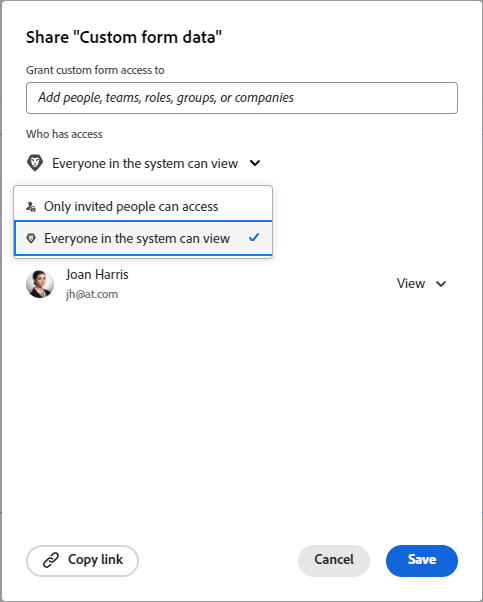 Share "Custom form data"
Grant custom form access to
Add people, teams, roles, groups, or companies
Who has access
Everyone in the system can view
Only invited people can access
Everyone in the system can view
Joan Harris
View
jh@at.com
Copy link
Cancel
Save